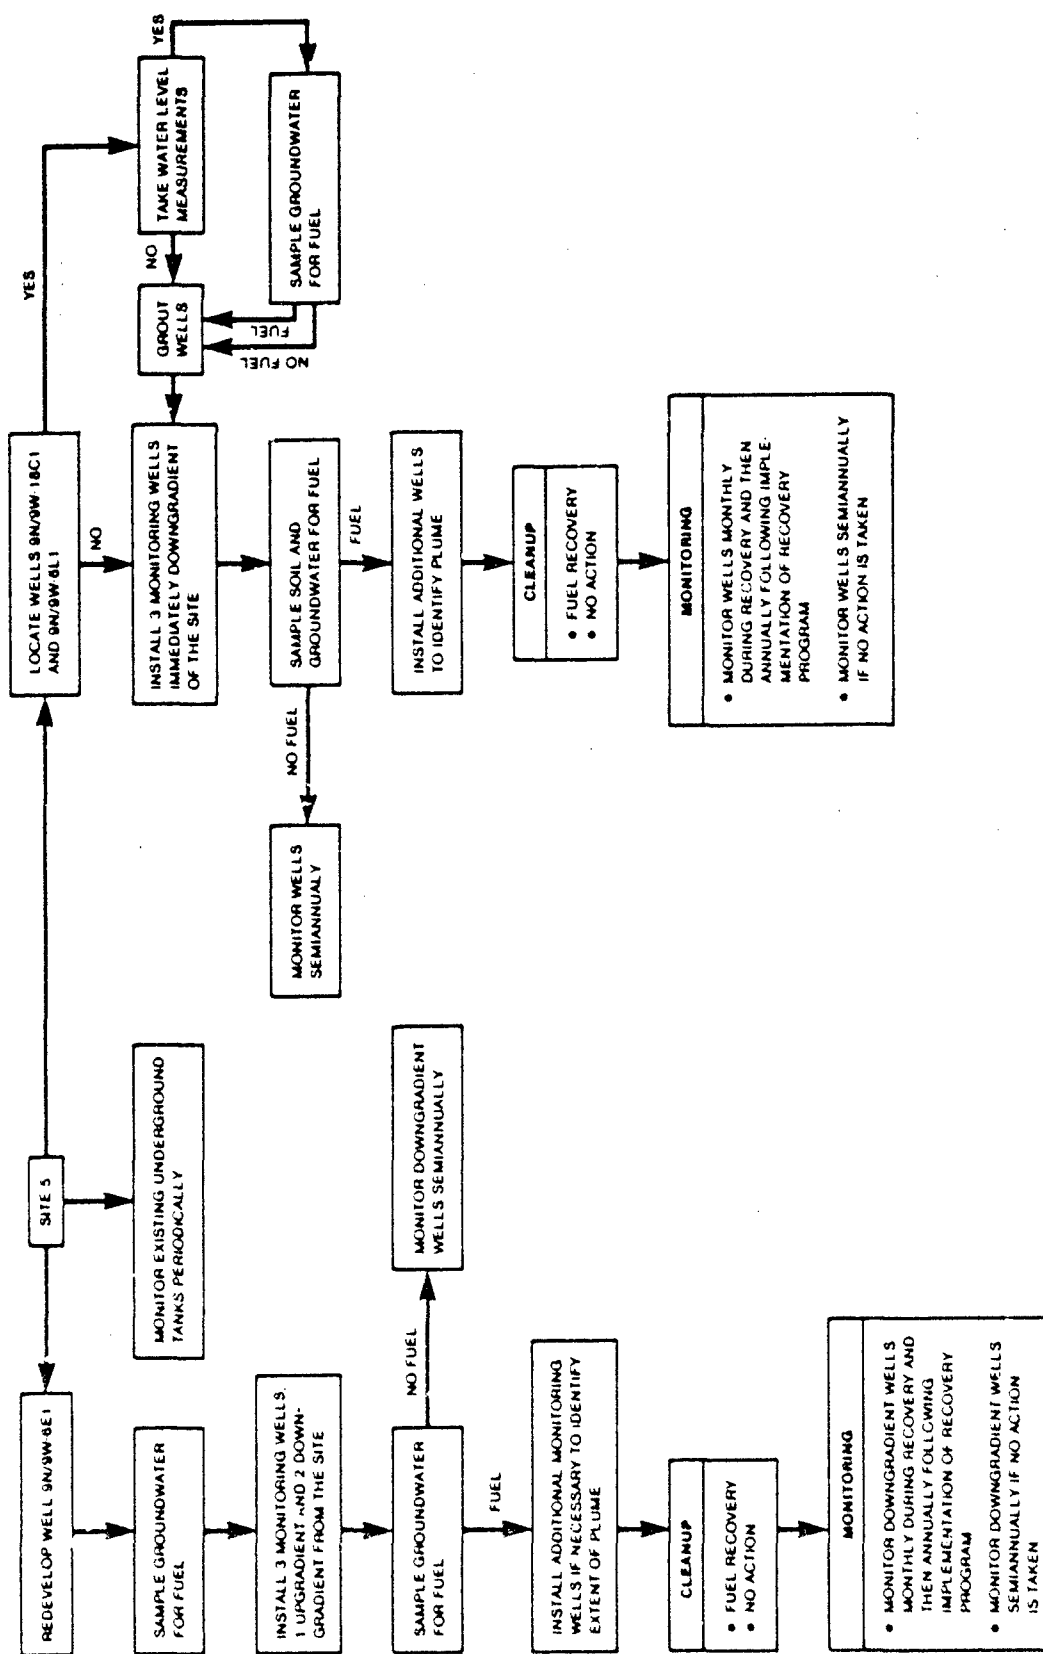 SITE 5
REDEVELOP WELL 9N/9W-6E1
SAMPLE GROUNDWATER
FOR FUEL
INSTALL 3 MONITORING WELLS,
1 UPGRADIENT AND 2 DOWN-
GRADIENT FROM THE SITE
SAMPLE GROUNDWATER
FOR FUEL
NO FUEL
MONITOR DOWNGRADIENT
WELLS SEMIANNUALLY
FUEL
INSTALL ADDITIONAL MONITORING
WELLS IF NECESSARY TO IDENTIFY
EXTENT OF PLUME
CLEANUP
• FUEL RECOVERY
• NO ACTION
MONITORING
• MONITOR DOWNGRADIENT WELLS
MONTHLY DURING RECOVERY AND
THEN ANNUALLY FOLLOWING
IMPLEMENTATION OF RECOVERY
PROGRAM
• MONITOR DOWNGRADIENT WELLS
SEMIANNUALLY IF NO ACTION
IS TAKEN
MONITOR EXISTING UNDERGROUND
TANKS PERIODICALLY
LOCATE WELLS 9N/9W-18C1
AND 9N/9W-6L1
YES
NO
TAKE WATER LEVEL
MEASUREMENTS
YES
NO
SAMPLE GROUNDWATER
FOR FUEL
FUEL
NO FUEL
GROUT
WELLS
INSTALL 3 MONITORING WELLS
IMMEDIATELY DOWNGRADIENT
OF THE SITE
SAMPLE SOIL AND
GROUNDWATER FOR FUEL
NO FUEL
MONITOR WELLS
SEMIANNUALY
FUEL
INSTALL ADDITIONAL WELLS
TO IDENTIFY PLUME
CLEANUP
• FUEL RECOVERY
• NO ACTION
MONITORING
• MONITOR WELLS MONTHLY
DURING RECOVERY AND THEN
ANNUALLY FOLLOWING IMPLE-
MENTATION OF RECOVERY
PROGRAM
• MONITOR WELLS SEMIANNUALLY
IF NO ACTION IS TAKEN